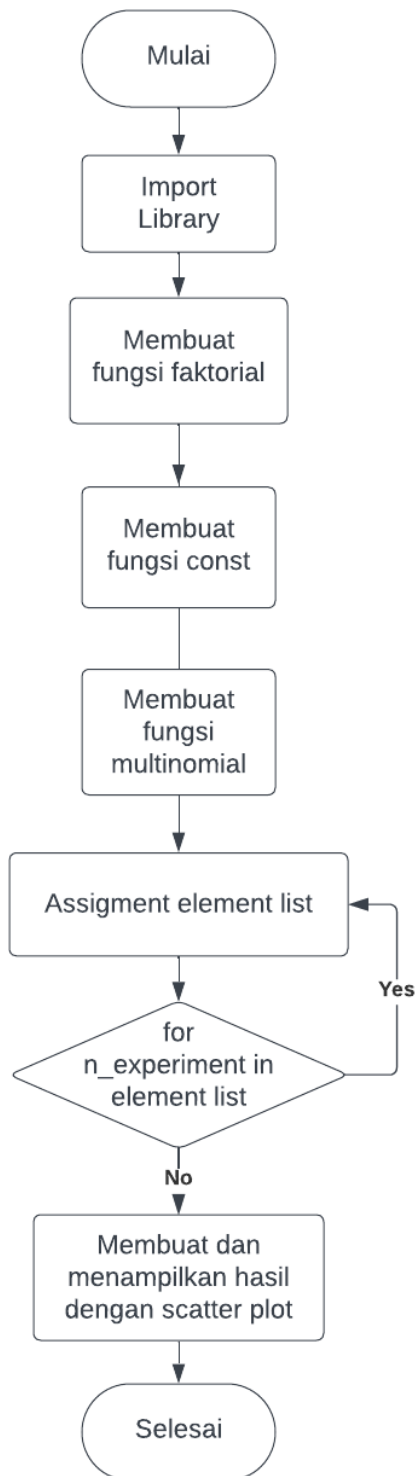 Mulai
Import
Library
Membuat
fungsi faktorial
Membuat
fungsi const
Membuat
fungsi
multinomial
Assigment element list
Yes
for
n_experiment in
element list
No
Membuat dan
menampilkan hasil
dengan scatter plot
Selesai